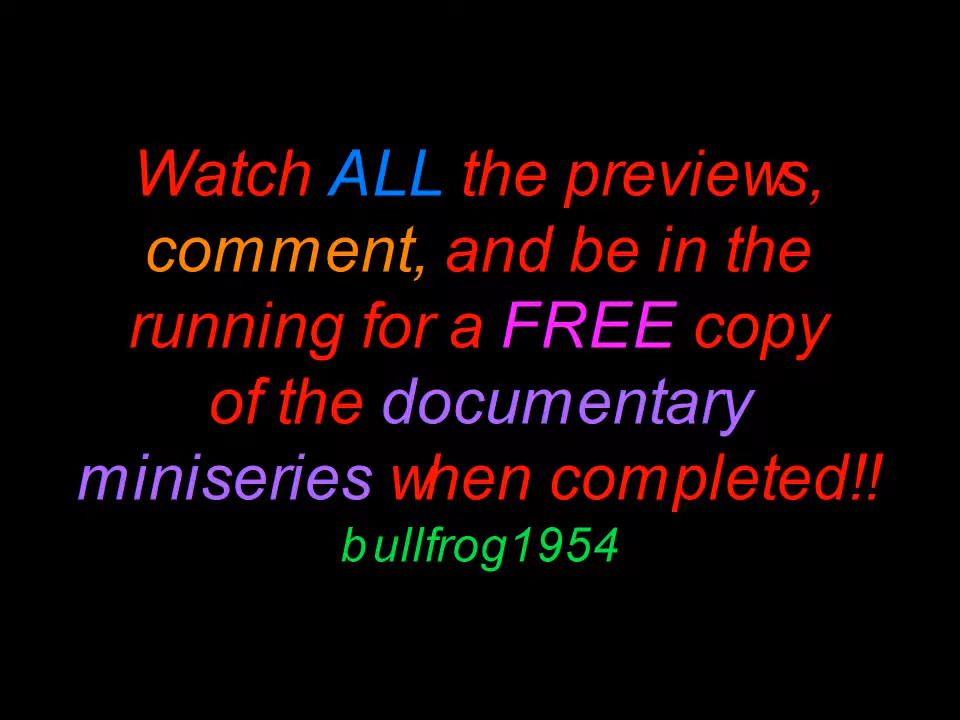 Watch ALL the previews,
comment, and be in the
running for a FREE copy
of the documentary
miniseries when completed!!
bullfrog1954